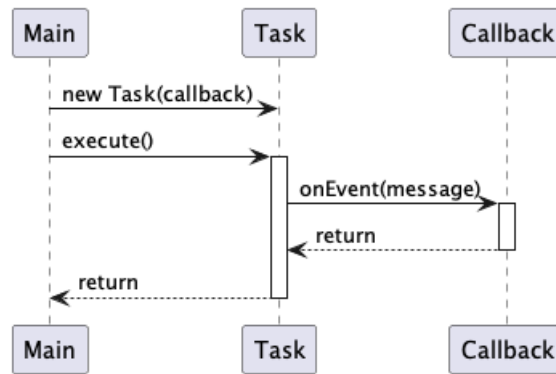 Main Task Callback
new Task(callback)
execute()
onEvent(message)
return
return
Main Task Callback